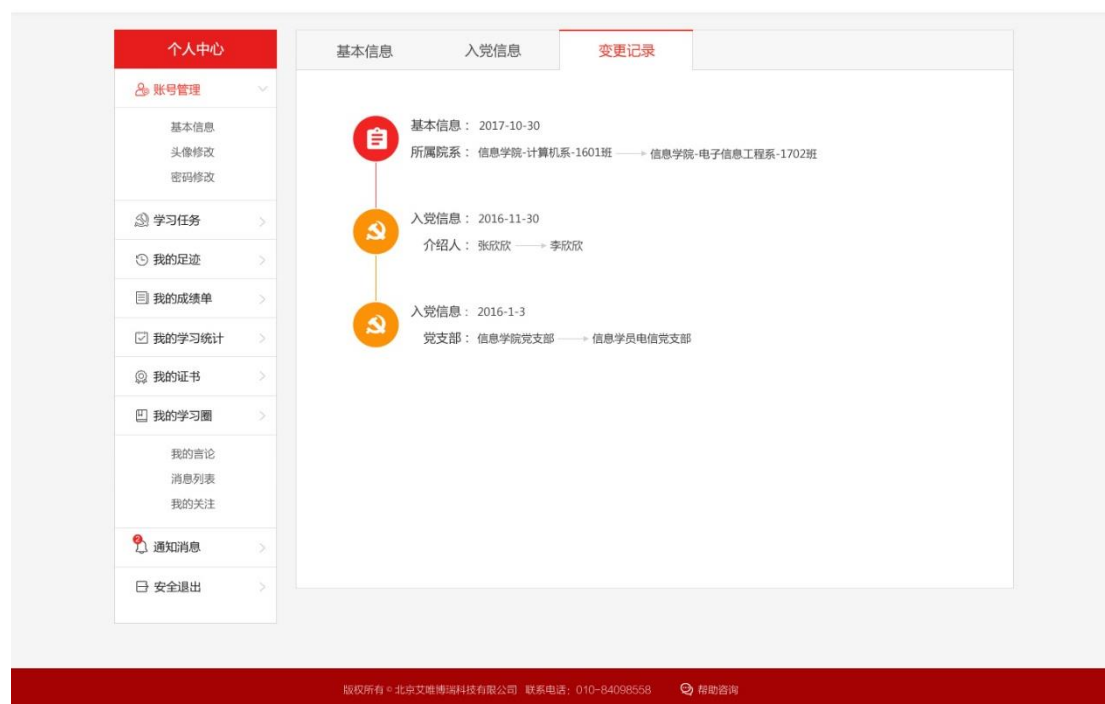 个人中心
基本信息 入党信息 变更记录
账号管理
基本信息
头像修改
密码修改
学习任务
我的足迹
我的成绩单
我的学习统计
我的证书
我的学习圈
我的言论
消息列表
我的关注
2
通知消息
安全退出
基本信息： 2017-10-30
所属院系： 信息学院-计算机系-1601班 → 信息学院-电子信息工程系-1702班
入党信息： 2016-11-30
介绍人： 张欣欣 → 李欣欣
入党信息： 2016-1-3
党支部： 信息学院党支部 → 信息学员电信党支部
版权所有 © 北京艾唯博瑞科技有限公司 联系电话：010-84098558 帮助咨询